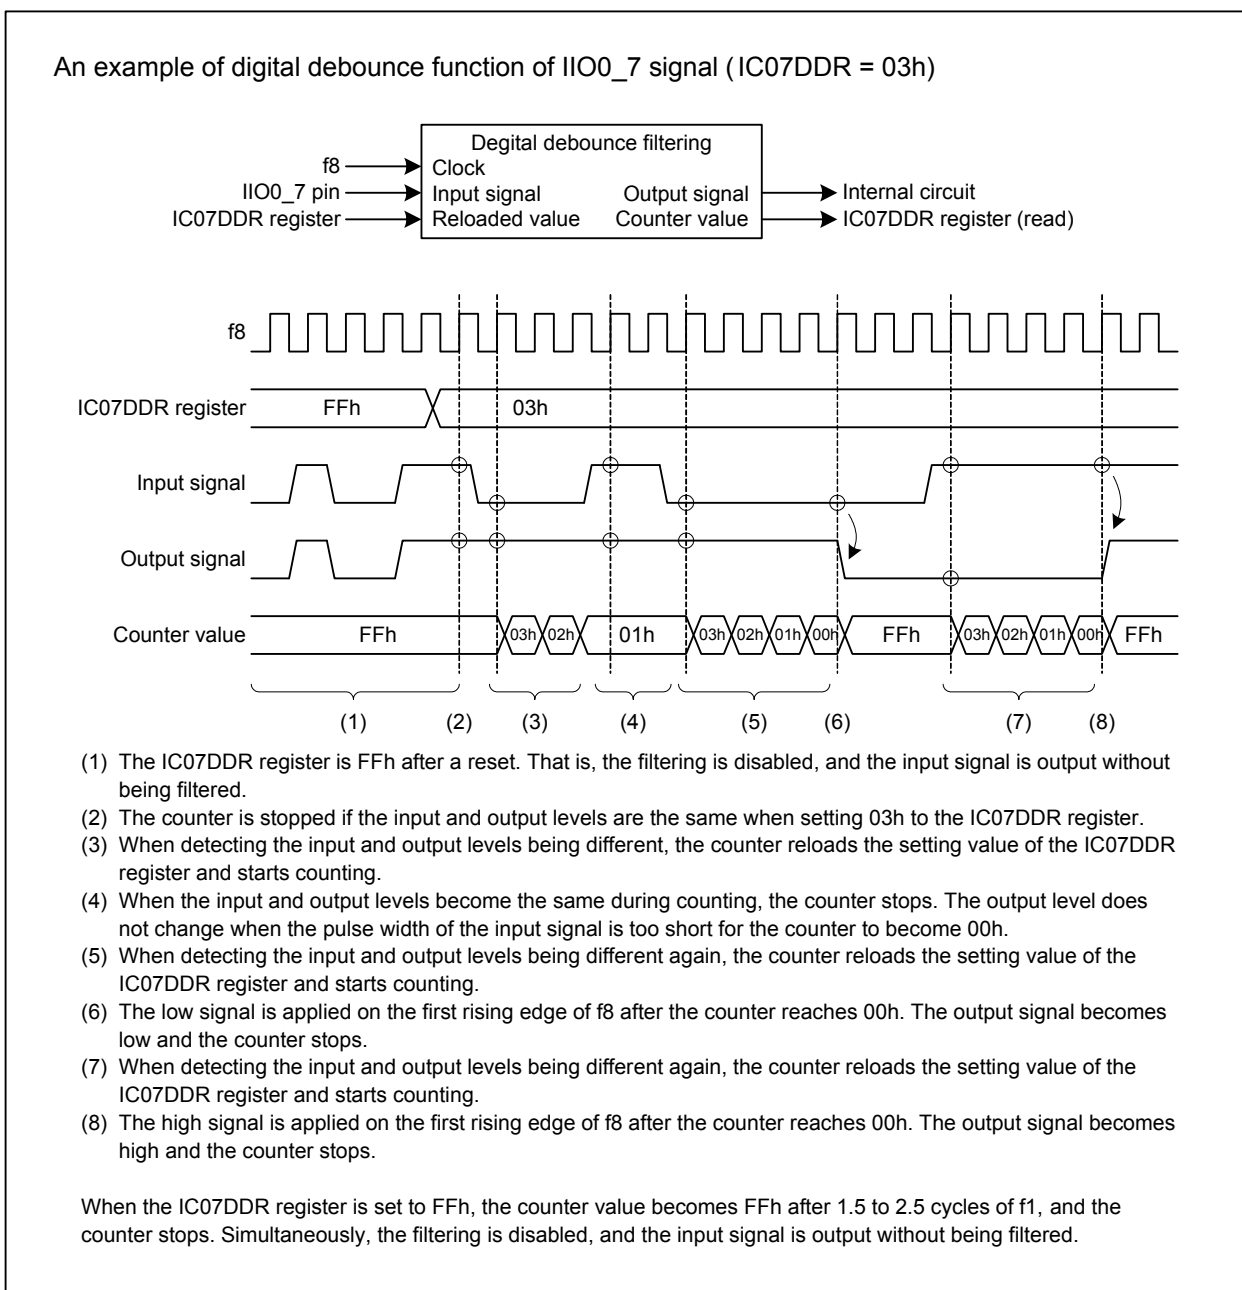 An example of digital debounce function of IIO0_7 signal (IC07DDR = 03h)
Degital debounce filtering
f8 Clock
IIO0_7 pin Input signal Output signal Internal circuit
IC07DDR register Reloaded value Counter value IC07DDR register (read)
f8
IC07DDR register FFh 03h
Input signal
Output signal
Counter value FFh 03h 02h 01h 03h 02h 01h 00h FFh 03h 02h 01h 00h FFh
(1) (2) (3) (4) (5) (6) (7) (8)
(1) The IC07DDR register is FFh after a reset. That is, the filtering is disabled, and the input signal is output without
being filtered.
(2) The counter is stopped if the input and output levels are the same when setting 03h to the IC07DDR register.
(3) When detecting the input and output levels being different, the counter reloads the setting value of the IC07DDR
register and starts counting.
(4) When the input and output levels become the same during counting, the counter stops. The output level does
not change when the pulse width of the input signal is too short for the counter to become 00h.
(5) When detecting the input and output levels being different again, the counter reloads the setting value of the
IC07DDR register and starts counting.
(6) The low signal is applied on the first rising edge of f8 after the counter reaches 00h. The output signal becomes
low and the counter stops.
(7) When detecting the input and output levels being different again, the counter reloads the setting value of the
IC07DDR register and starts counting.
(8) The high signal is applied on the first rising edge of f8 after the counter reaches 00h. The output signal becomes
high and the counter stops.
When the IC07DDR register is set to FFh, the counter value becomes FFh after 1.5 to 2.5 cycles of f1, and the
counter stops. Simultaneously, the filtering is disabled, and the input signal is output without being filtered.